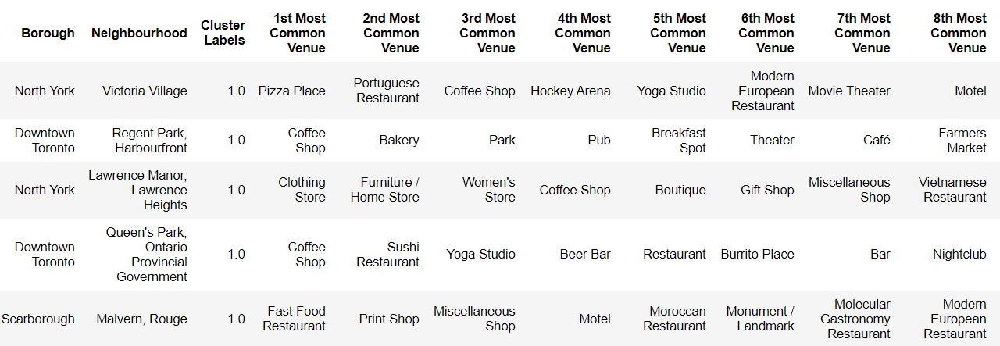 Borough Neighbourhood Cluster Labels 1st Most Common Venue 2nd Most Common Venue 3rd Most Common Venue 4th Most Common Venue 5th Most Common Venue 6th Most Common Venue 7th Most Common Venue 8th Most Common Venue
North York Victoria Village 1.0 Pizza Place Portuguese Restaurant Coffee Shop Hockey Arena Yoga Studio Modern European Restaurant Movie Theater Motel
Downtown Toronto Regent Park, Harbourfront 1.0 Coffee Shop Bakery Park Pub Breakfast Spot Theater Café Farmers Market
North York Lawrence Manor, Lawrence Heights 1.0 Clothing Store Furniture / Home Store Women's Store Coffee Shop Boutique Gift Shop Miscellaneous Shop Vietnamese Restaurant
Downtown Toronto Queen's Park, Ontario Provincial Government 1.0 Coffee Shop Sushi Restaurant Yoga Studio Beer Bar Restaurant Burrito Place Bar Nightclub
Scarborough Malvern, Rouge 1.0 Fast Food Restaurant Print Shop Miscellaneous Shop Motel Moroccan Restaurant Monument / Landmark Molecular Gastronomy Restaurant Modern European Restaurant